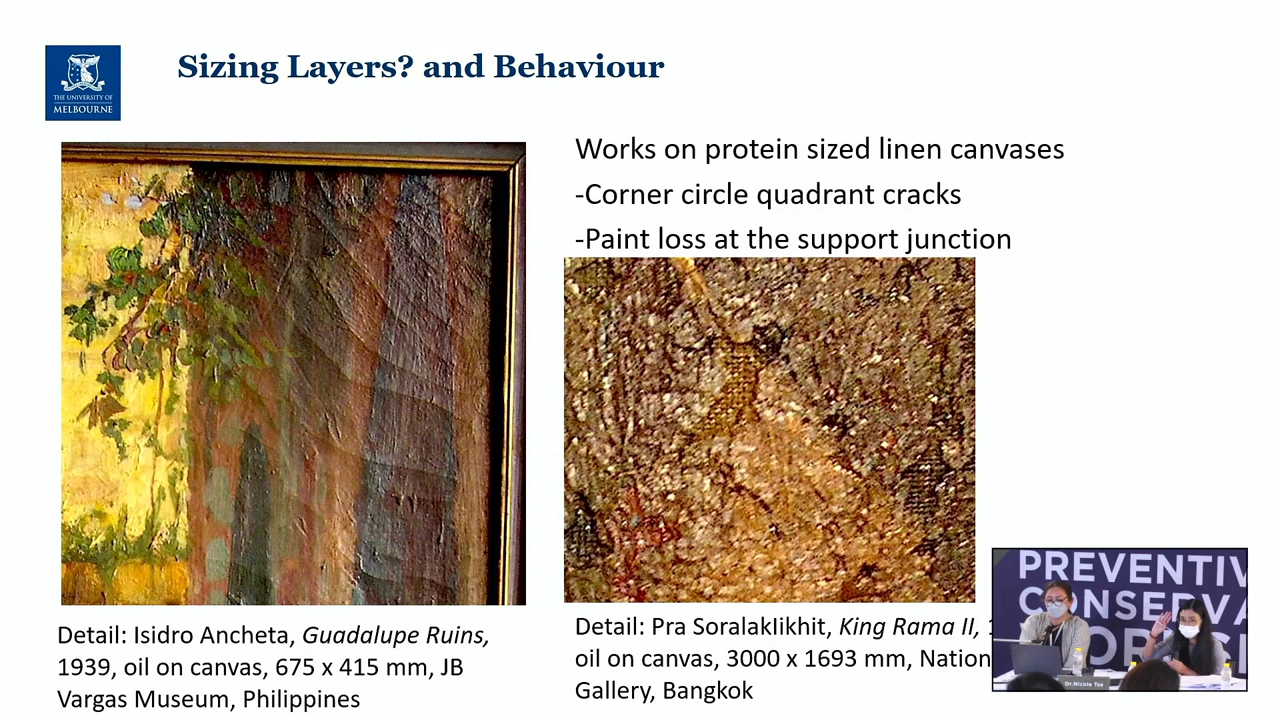 Sizing Layers? and Behaviour
THE UNIVERSITY OF
MELBOURNE
Works on protein sized linen canvases
-Corner circle quadrant cracks
-Paint loss at the support junction
Detail: Isidro Ancheta, Guadalupe Ruins,
1939, oil on canvas, 675 x 415 mm, JB
Vargas Museum, Philippines
Detail: Pra Soralaklikhit, King Rama II,
oil on canvas, 3000 x 1693 mm, Nation
Gallery, Bangkok
PREVENTIV
CONSERVA
Dr.Nicole Tse